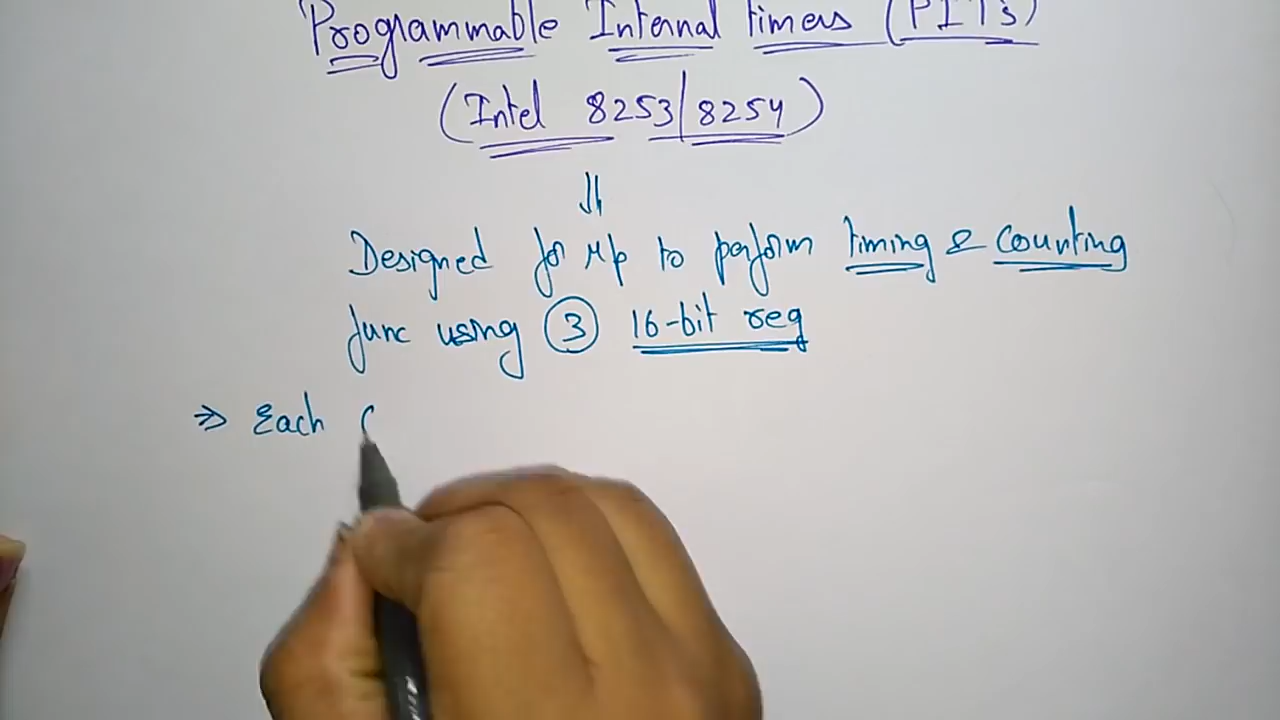 Programmable Internal timers (PITs)
(Intel 8253/8254)
Designed for μp to perform timing & counting
func using 3 16-bit reg
⇒ Each C